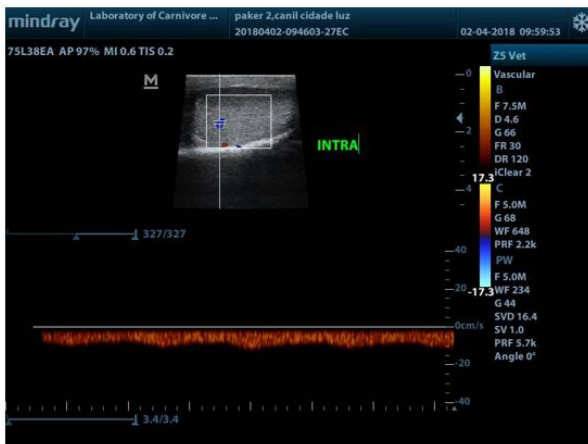 mindray
Laboratory of Carnivore ...
paker 2,canil cidade luz
20180402-094603-27EC
02-04-2018 09:59:53
75L38EA AP 97% MI 0.6 TIS 0.2
M
INTRA
0
2
4
17.3
-17.3
327/327
40
20
0cm/s
-20
-40
3.4/3.4
Z5 Vet
Vascular
B
F 7.5M
D 4.6
G 66
FR 30
DR 120
iClear 2
C
F 5.0M
G 68
WF 648
PRF 2.2k
PW
F 5.0M
WF 234
G 44
SVD 16.4
SV 1.0
PRF 5.7k
Angle 0°